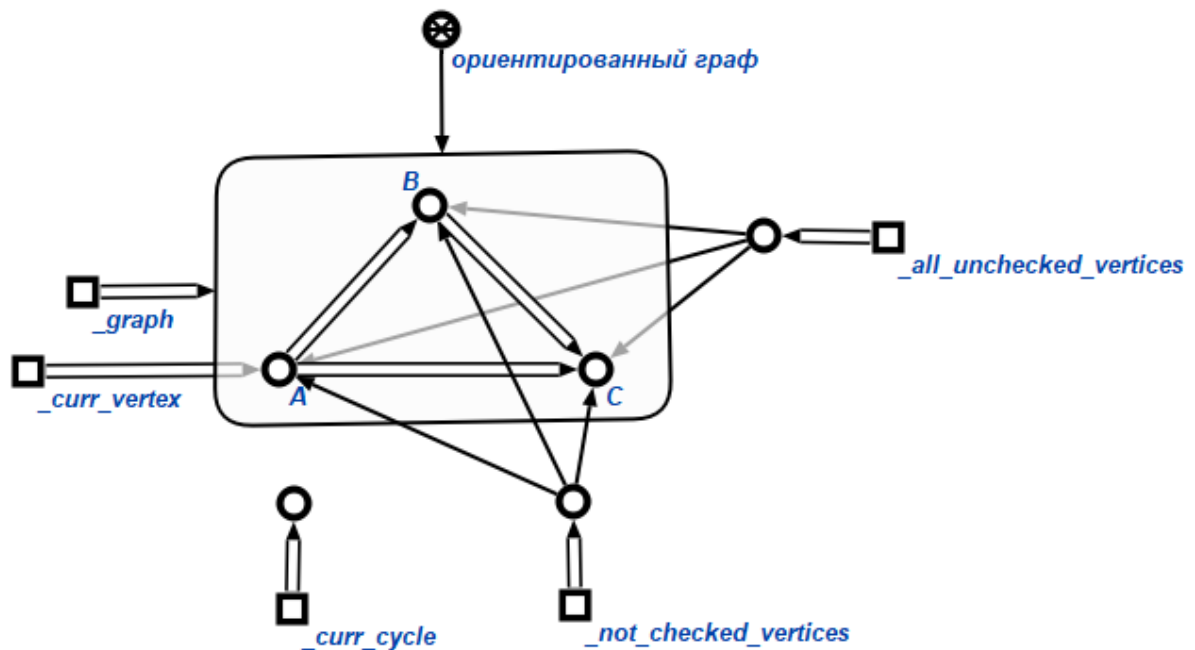 ориентированный граф
B
_all_unchecked_vertices
_graph
_curr_vertex
A
C
_curr_cycle
_not_checked_vertices